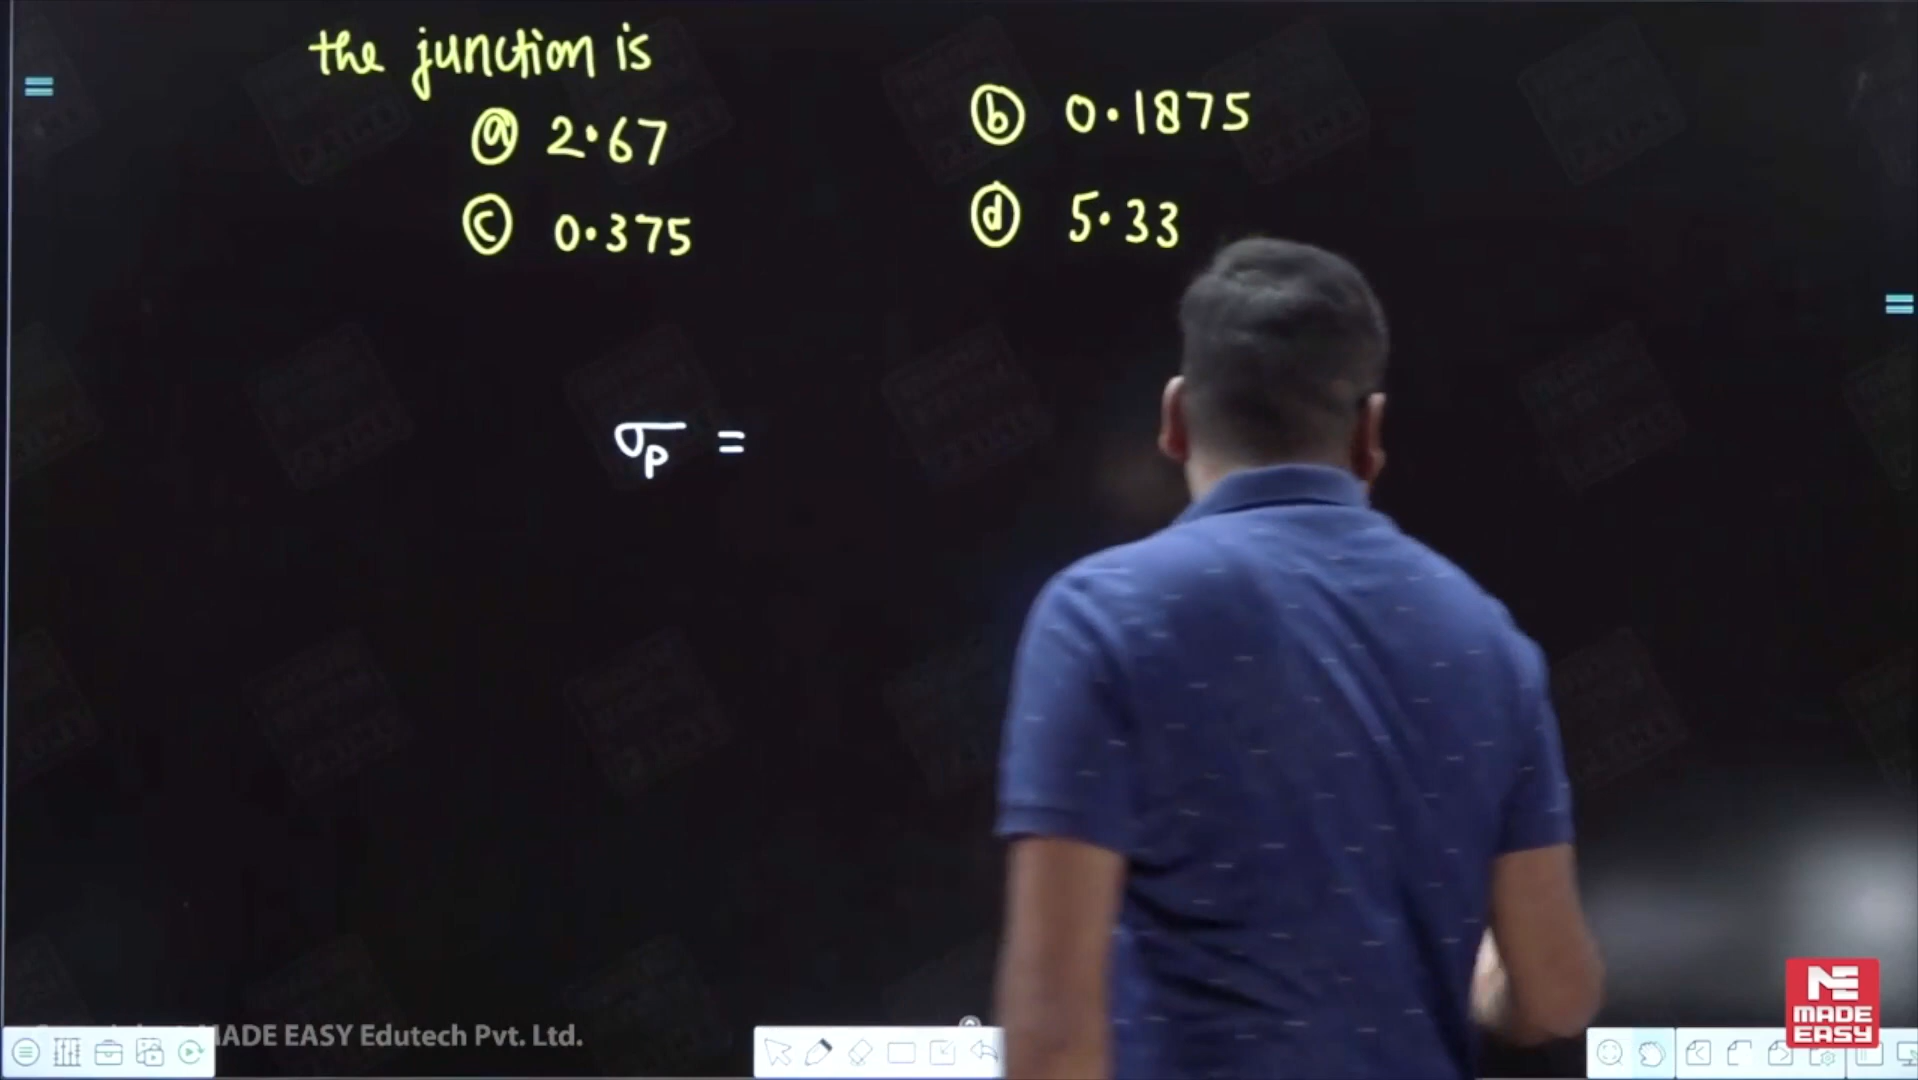 the junction is
(a) 2.67
(b) 0.1875
(c) 0.375
(d) 5.33
σp =
MADE EASY Edutech Pvt. Ltd.
MADE
EASY